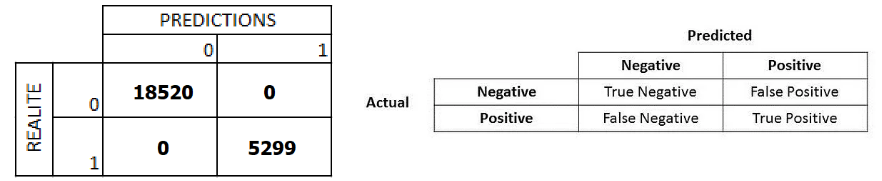 PREDICTIONS
0 1
REALITE
0 18520 0
1 0 5299
Predicted
Negative Positive
Actual
Negative True Negative False Positive
Positive False Negative True Positive